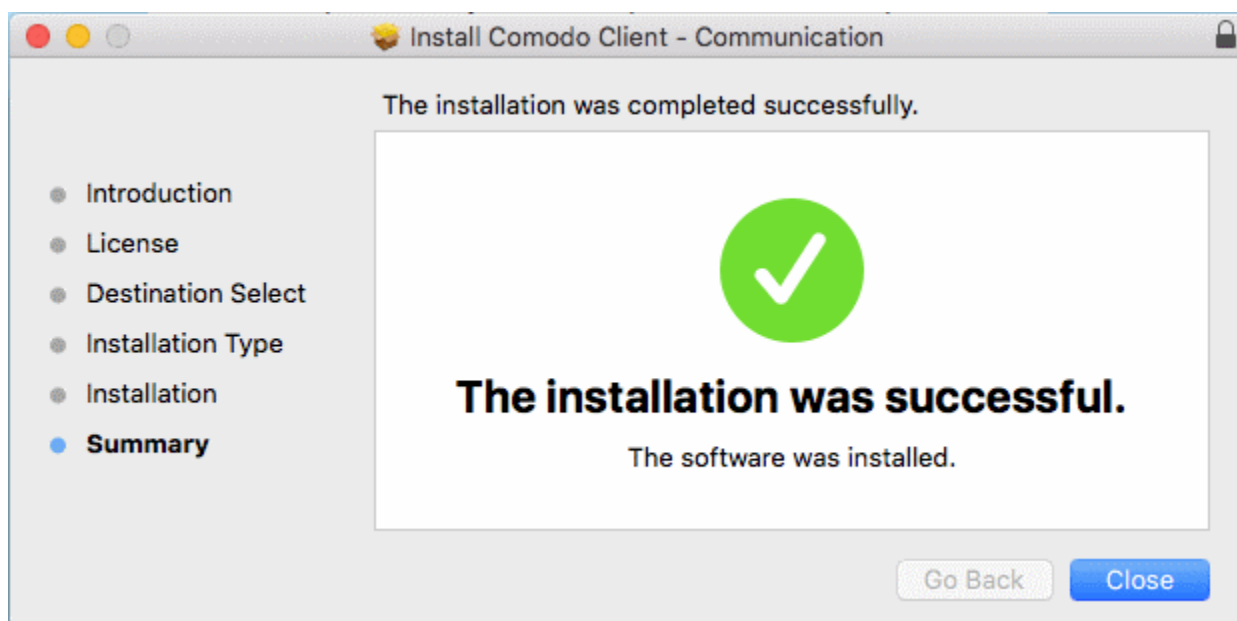 Install Comodo Client - Communication
The installation was completed successfully.
Introduction
License
Destination Select
Installation Type
Installation
Summary
The installation was successful.
The software was installed.
Go Back
Close